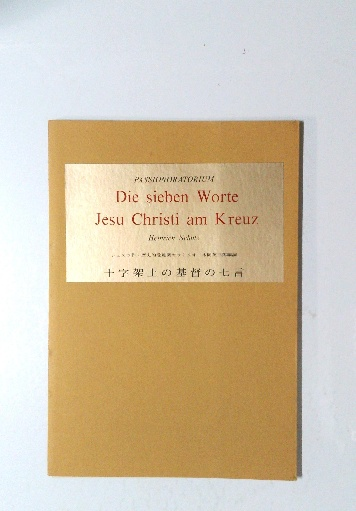 PASSIONORATORIUM
Die sieben Worte
Jesu Christi am Kreuz
Heinrich Schütz
十字架上の基督の七言